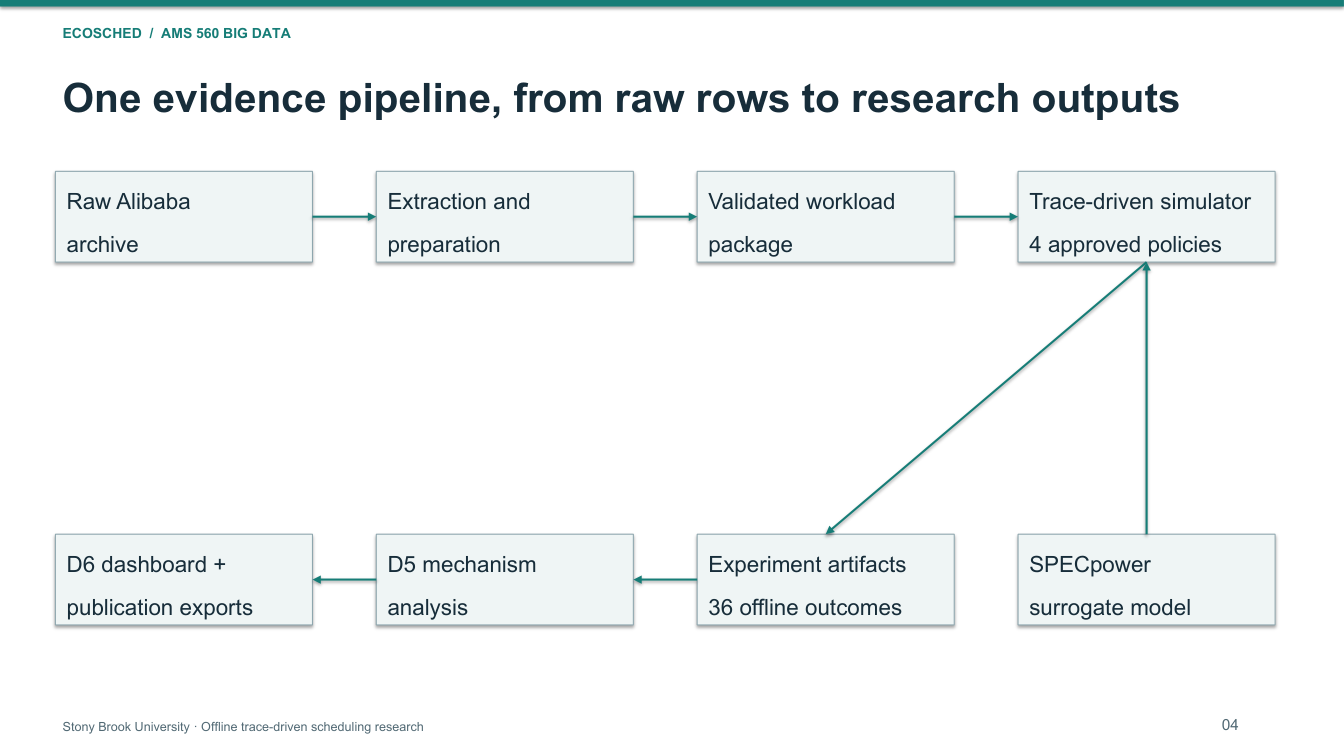 ECOSCHED / AMS 560 BIG DATA
One evidence pipeline, from raw rows to research outputs
Raw Alibaba
archive
Extraction and
preparation
Validated workload
package
Trace-driven simulator
4 approved policies
D6 dashboard +
publication exports
D5 mechanism
analysis
Experiment artifacts
36 offline outcomes
SPECpower
surrogate model
Stony Brook University · Offline trace-driven scheduling research
04